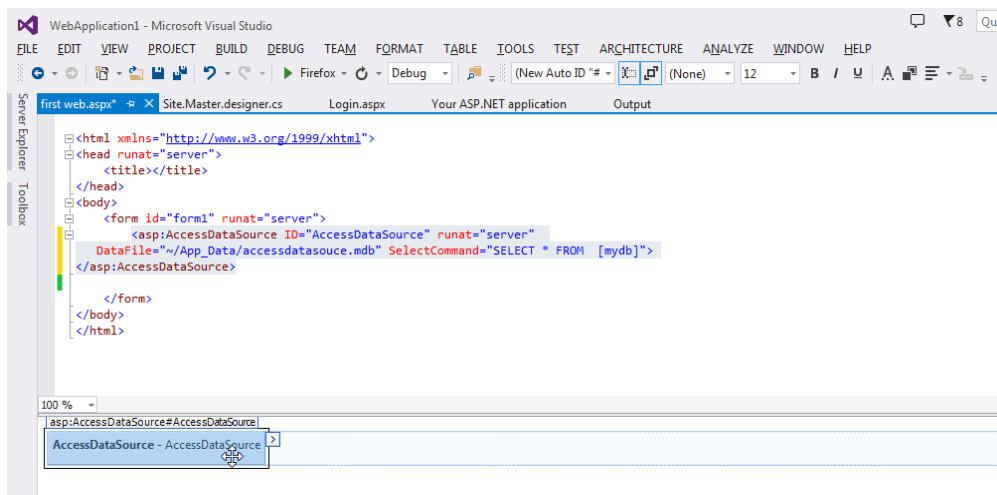 WebApplication1 - Microsoft Visual Studio 8 Qu
FILE EDIT VIEW PROJECT BUILD DEBUG TEAM FORMAT TABLE TOOLS TEST ARCHITECTURE ANALYZE WINDOW HELP
Firefox Debug (New Auto ID "# (None) 12 B I U A
Server Explorer
Toolbox
first web.aspx* Site.Master.designer.cs Login.aspx Your ASP.NET application Output
<html xmlns="http://www.w3.org/1999/xhtml">
<head runat="server">
<title></title>
</head>
<body>
<form id="form1" runat="server">
<asp:AccessDataSource ID="AccessDataSource" runat="server"
DataFile="~/App_Data/accessdatasouce.mdb" SelectCommand="SELECT * FROM [mydb]">
</asp:AccessDataSource>
</form>
</body>
</html>
100 %
asp:AccessDataSource#AccessDataSource
AccessDataSource - AccessDataSource